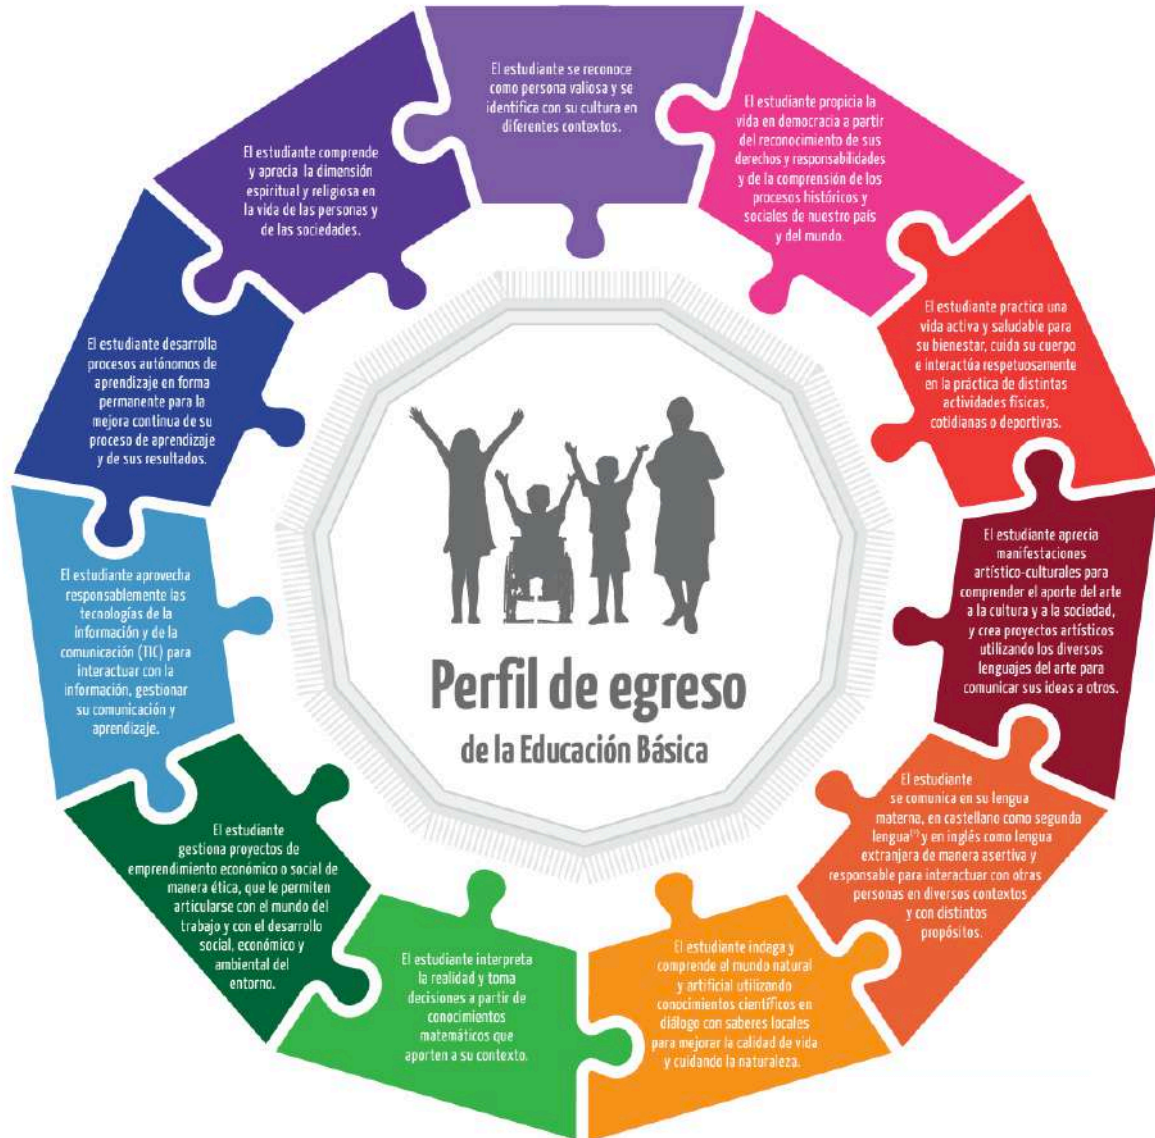 El estudiante se reconoce
como persona valiosa y se
identifica con su cultura en
diferentes contextos.
El estudiante propicia la
vida en democracia a partir
del reconocimiento de sus
derechos y responsabilidades
y de la comprensión de los
procesos históricos y
sociales de nuestro país
y del mundo.
El estudiante practica una
vida activa y saludable para
su bienestar, cuida su cuerpo
e interactúa respetuosamente
en la práctica de distintas
actividades físicas,
cotidianas o deportivas.
El estudiante aprecia
manifestaciones
artístico-culturales para
comprender el aporte del arte
a la cultura y a la sociedad,
y crea proyectos artísticos
utilizando los diversos
lenguajes del arte para
comunicar sus ideas a otros.
El estudiante
se comunica en su lengua
materna, en castellano como segunda
lengua y en inglés como lengua
extranjera de manera asertiva y
responsable para interactuar con otras
personas en diversos contextos
y con distintos
propósitos.
El estudiante indaga y
comprende el mundo natural
y artificial utilizando
conocimientos científicos en
diálogo con saberes locales
para mejorar la calidad de vida
y cuidando la naturaleza.
El estudiante interpreta
la realidad y toma
decisiones a partir de
conocimientos
matemáticos que
aporten a su contexto.
El estudiante
gestiona proyectos de
emprendimiento económico o social de
manera ética, que le permiten
articularse con el mundo del
trabajo y con el desarrollo
social, económico y
ambiental del
entorno.
El estudiante aprovecha
responsablemente las
tecnologías de la
información y de la
comunicación (TIC) para
interactuar con la
información, gestionar
su comunicación y
aprendizaje.
El estudiante desarrolla
procesos autónomos de
aprendizaje en forma
permanente para la
mejora continua de su
proceso de aprendizaje
y de sus resultados.
El estudiante comprende
y aprecia la dimensión
espiritual y religiosa en
la vida de las personas y
de las sociedades.
Perfil de egreso
de la Educación Básica